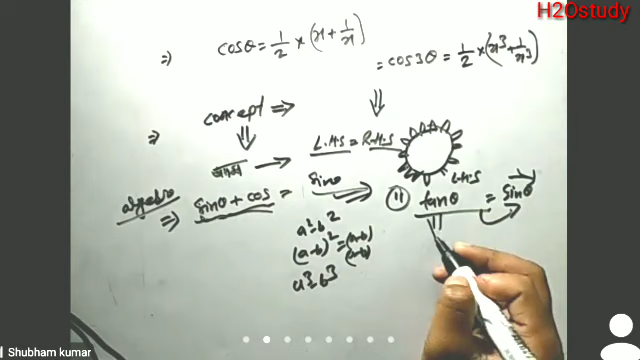 H2Ostudy
⇒ cosθ = 1/2 × (x + 1/x)
= cos3θ = 1/2 × (x³ + 1/x³)
concept ⇒
⇒
L.H.S = R.H.S
algebra ⇒ sinθ + cos = sinθ
L.H.S
(11) tanθ = sinθ
a² - b²
(a-b)² = (a-b)
(a-b)
a³ - b³
Shubham kumar